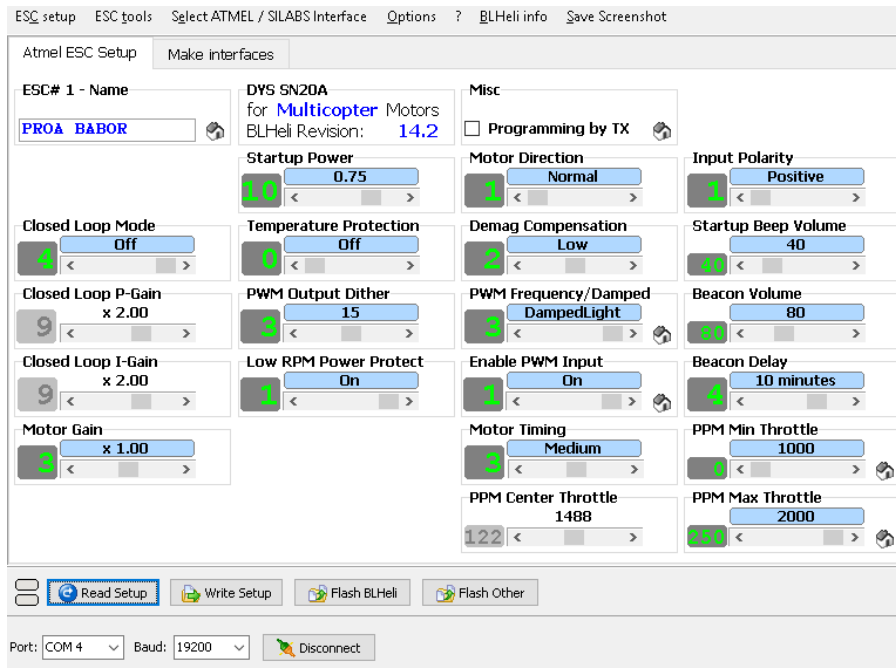 ESC setup ESC tools Select ATMEL / SILABS Interface Options ? BLHeli info Save Screenshot
Atmel ESC Setup Make interfaces
ESC# 1 - Name
PROA BABOR
DYS SN20A
for Multicopter Motors
BLHeli Revision: 14.2
Misc
Programming by TX
Startup Power
10 0.75
Motor Direction
1 Normal
Input Polarity
1 Positive
Closed Loop Mode
4 Off
Temperature Protection
0 Off
Demag Compensation
2 Low
Startup Beep Volume
40 40
Closed Loop P-Gain
9 x 2.00
PWM Output Dither
3 15
PWM Frequency/Damped
3 DampedLight
Beacon Volume
80 80
Closed Loop I-Gain
9 x 2.00
Low RPM Power Protect
1 On
Enable PWM Input
1 On
Beacon Delay
4 10 minutes
Motor Gain
3 x 1.00
Motor Timing
3 Medium
PPM Min Throttle
0 1000
PPM Center Throttle
122 1488
PPM Max Throttle
250 2000
Read Setup Write Setup Flash BLHeli Flash Other
Port: COM 4 Baud: 19200 Disconnect